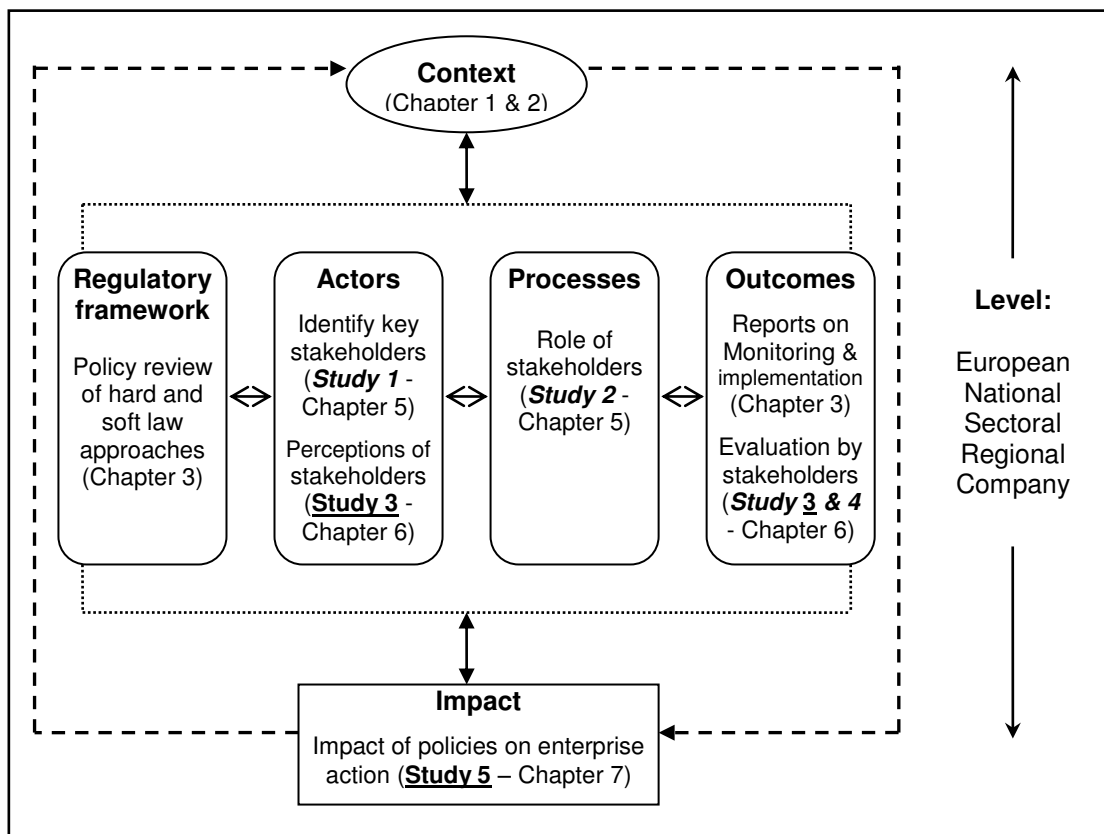 Context
(Chapter 1 & 2)
Regulatory
framework
Policy review
of hard and
soft law
approaches
(Chapter 3)
Actors
Identify key
stakeholders
(Study 1 -
Chapter 5)
Perceptions of
stakeholders
(Study 3 -
Chapter 6)
Processes
Role of
stakeholders
(Study 2 -
Chapter 5)
Outcomes
Reports on
Monitoring &
implementation
(Chapter 3)
Evaluation by
stakeholders
(Study 3 & 4
- Chapter 6)
Level:
European
National
Sectoral
Regional
Company
Impact
Impact of policies on enterprise
action (Study 5 – Chapter 7)